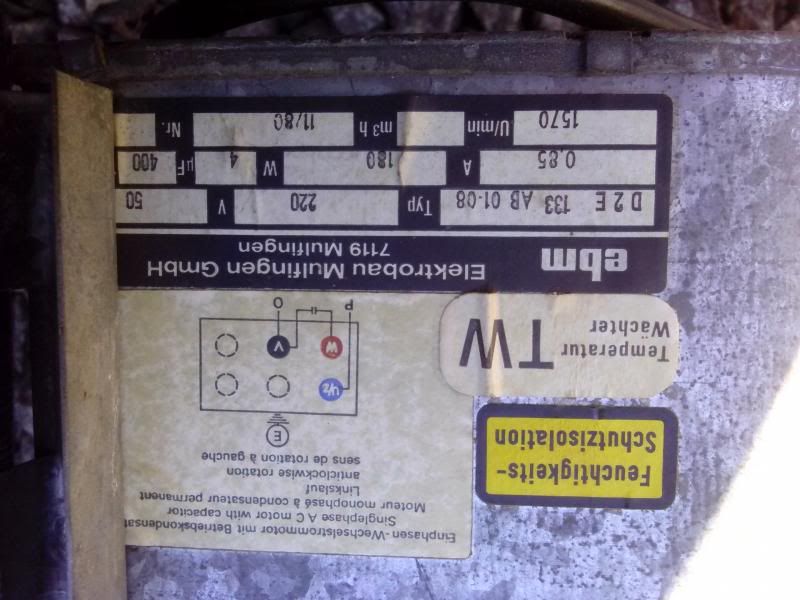 Einphasen-Wechselstrommotor mit Betriebskondensat
Singlephase A C motor with capacitor
Moteur monophasé à condensateur permanent
Linkslauf
anticlockwise rotation
sens de rotation à gauche
E
U/2
W
V
P
O
Feuchtigkeits-
Schutzisolation
Temperatur
Wächter
TW
ebm
Elektrobau Mulfingen GmbH
7119 Mulfingen
D 2 E 133 AB 01-08 Typ 220 V 50
0,85 A 180 W 4 µF 400
1570 U/min m³h 11/80 Nr.